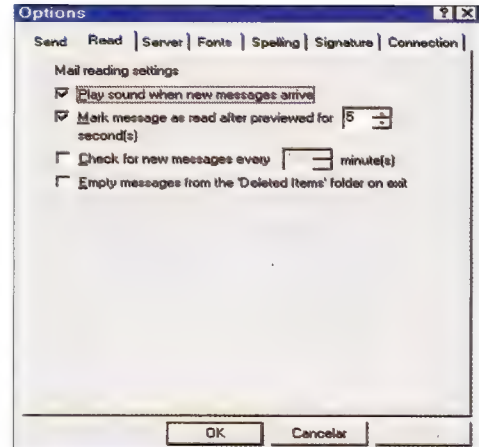 Options
Send Read Server Fonts Spelling Signature Connection
Mail reading settings
Play sound when new messages arrive
Mark message as read after previewed for 5
second(s)
Check for new messages every minute(s)
Empty messages from the 'Deleted Items' folder on exit
OK Cancelar